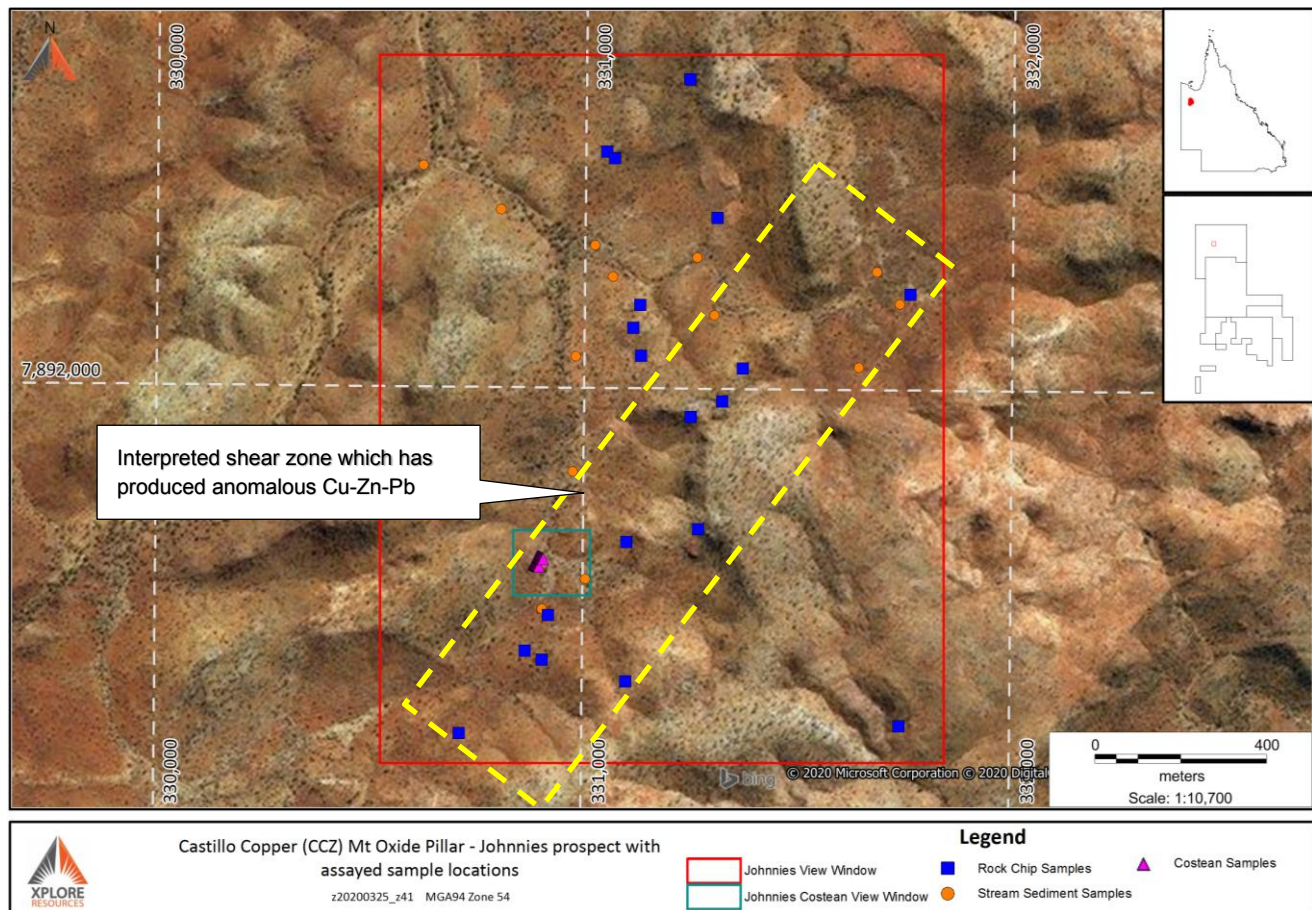 N
330,000
331,000
332,000
7,892,000
Interpreted shear zone which has
produced anomalous Cu-Zn-Pb
330,000
331,000
0 400
meters
Scale: 1:10,700
bing © 2020 Microsoft Corporation © 2020 Digital
XPLORE
RESOURCES
Castillo Copper (CCZ) Mt Oxide Pillar - Johnnies prospect with
assayed sample locations
z20200325_z41 MGA94 Zone 54
Legend
Johnnies View Window
Johnnies Costean View Window
Rock Chip Samples
Stream Sediment Samples
Costean Samples